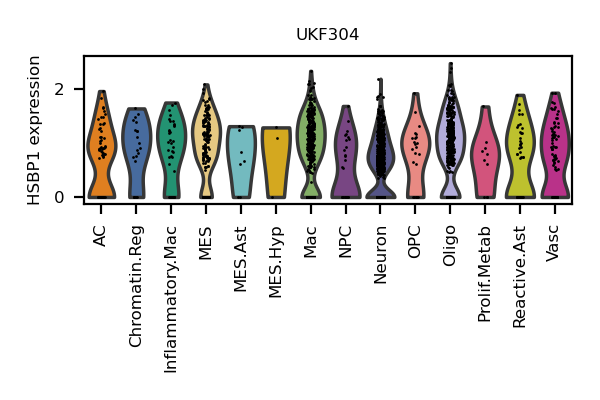 UKF304
HSBP1 expression
2
0
AC
Chromatin.Reg
Inflammatory.Mac
MES
MES.Ast
MES.Hyp
Mac
NPC
Neuron
OPC
Oligo
Prolif.Metab
Reactive.Ast
Vasc